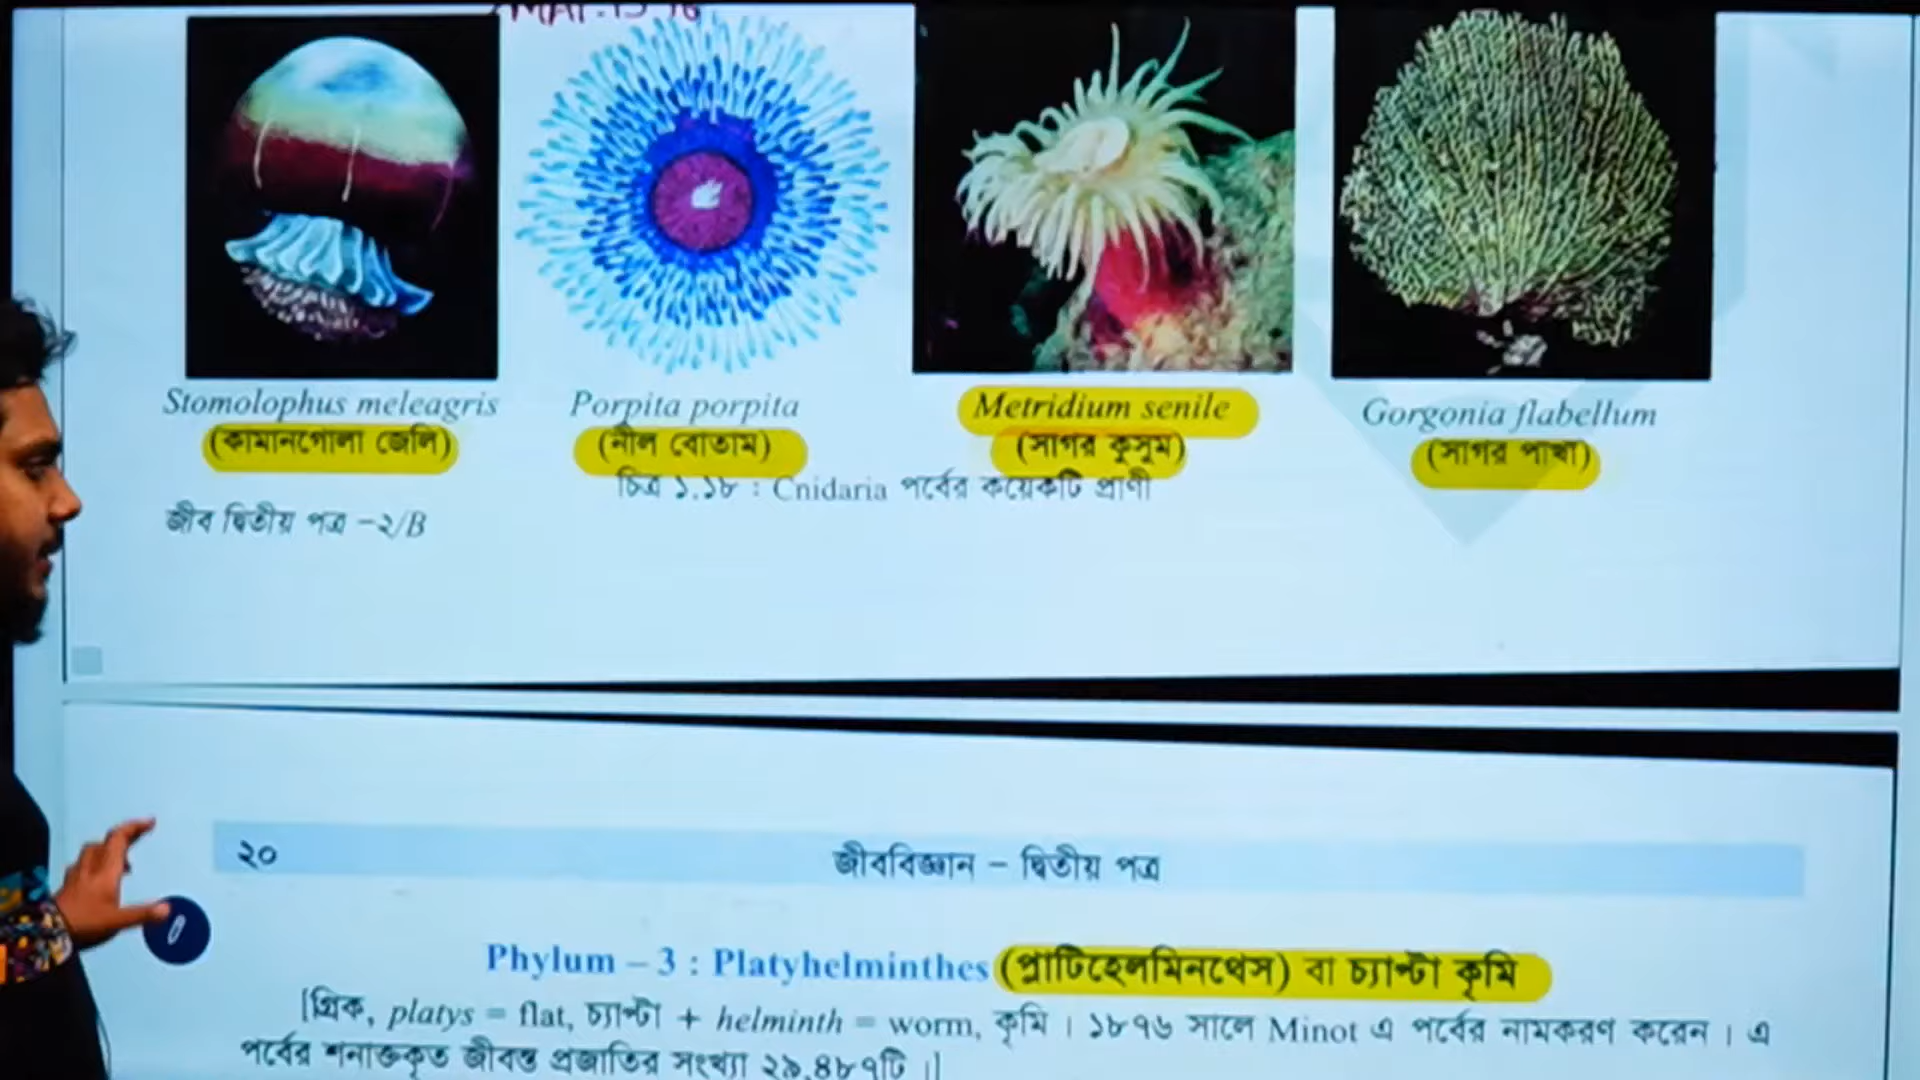 Stomolophus meleagris
(কামানগোলা জেলি)
Porpita porpita
(নীল বোতাম)
Metridium senile
(সাগর কুসুম)
Gorgonia flabellum
(সাগর পাখা)
চিত্র ১.১৮ : Cnidaria পর্বের কয়েকটি প্রাণী
জীব দ্বিতীয় পত্র –২/B
২০
জীববিজ্ঞান – দ্বিতীয় পত্র
Phylum – 3 : Platyhelminthes (প্লাটিহেলমিনথেস) বা চ্যাপ্টা কৃমি
[গ্রিক, platys = flat, চ্যাপ্টা + helminth = worm, কৃমি । ১৮৭৬ সালে Minot এ পর্বের নামকরণ করেন । এ
পর্বের শনাক্তকৃত জীবন্ত প্রজাতির সংখ্যা ২৯,৪৮৭টি ।]